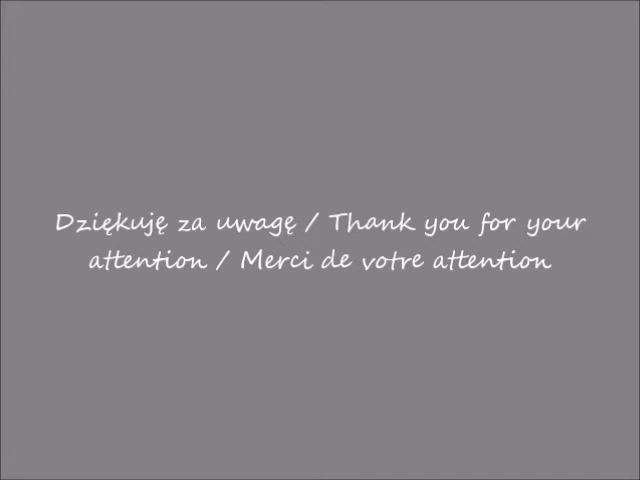 Dziękuję za uwagę / Thank you for your
attention / Merci de votre attention